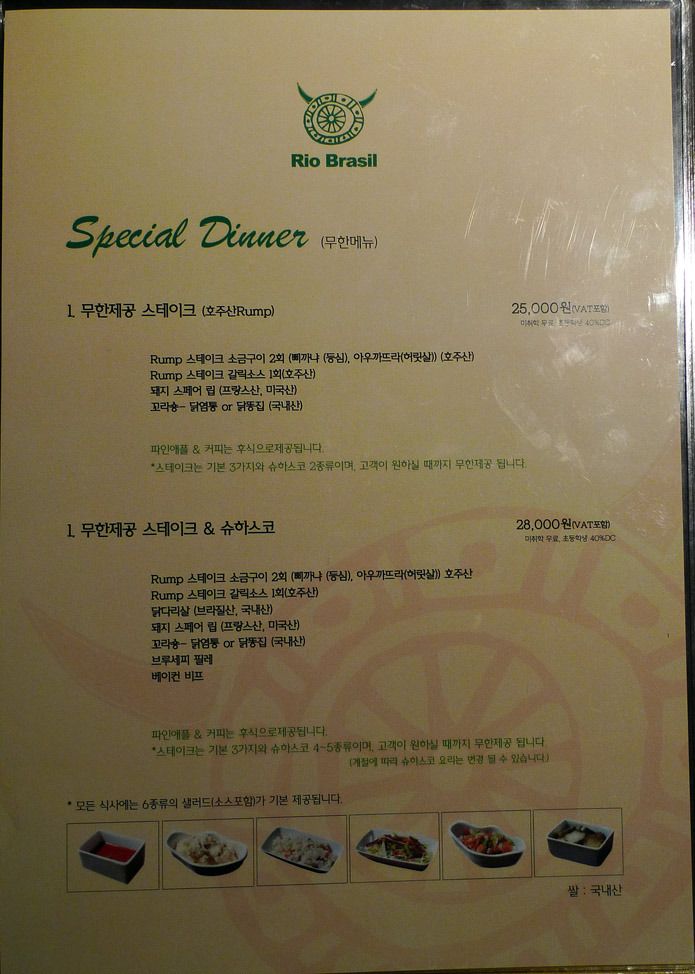 Rio Brasil
Special Dinner (무한메뉴)
1. 무한제공 스테이크 (호주산Rump)
25,000원(VAT포함)
미취학 무료, 초등학생 40%DC
Rump 스테이크 소금구이 2회 (삐까냐 (등심), 아우까뜨라(허릿살)) (호주산)
Rump 스테이크 갈릭소스 1회(호주산)
돼지 스페어 립 (프랑스산, 미국산)
꼬라숑- 닭염통 or 닭똥집 (국내산)
파인애플 & 커피는 후식으로제공됩니다.
*스테이크는 기본 3가지와 슈하스코 2종류이며, 고객이 원하실 때까지 무한제공 됩니다.
1. 무한제공 스테이크 & 슈하스코
28,000원(VAT포함)
미취학 무료, 초등학생 40%DC
Rump 스테이크 소금구이 2회 (삐까냐 (등심), 아우까뜨라(허릿살)) 호주산
Rump 스테이크 갈릭소스 1회(호주산)
닭다리살 (브라질산, 국내산)
돼지 스페어 립 (프랑스산, 미국산)
꼬라숑- 닭염통 or 닭똥집 (국내산)
브루세피 필레
베이컨 비프
파인애플 & 커피는 후식으로제공됩니다.
*스테이크는 기본 3가지와 슈하스코 4~5종류이며, 고객이 원하실 때까지 무한제공 됩니다
(계절에 따라 슈하스코 요리는 변경 될 수 있습니다.)
* 모든 식사에는 6종류의 샐러드(소스포함)가 기본 제공됩니다.
쌀 : 국내산